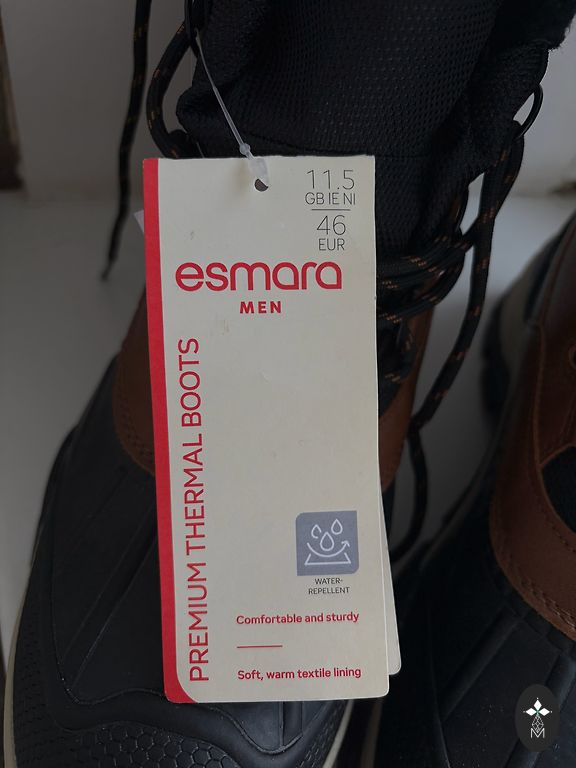 11.5
GB IE NI
46
EUR
esmara
MEN
PREMIUM THERMAL BOOTS
WATER-
REPELLENT
Comfortable and sturdy
Soft, warm textile lining